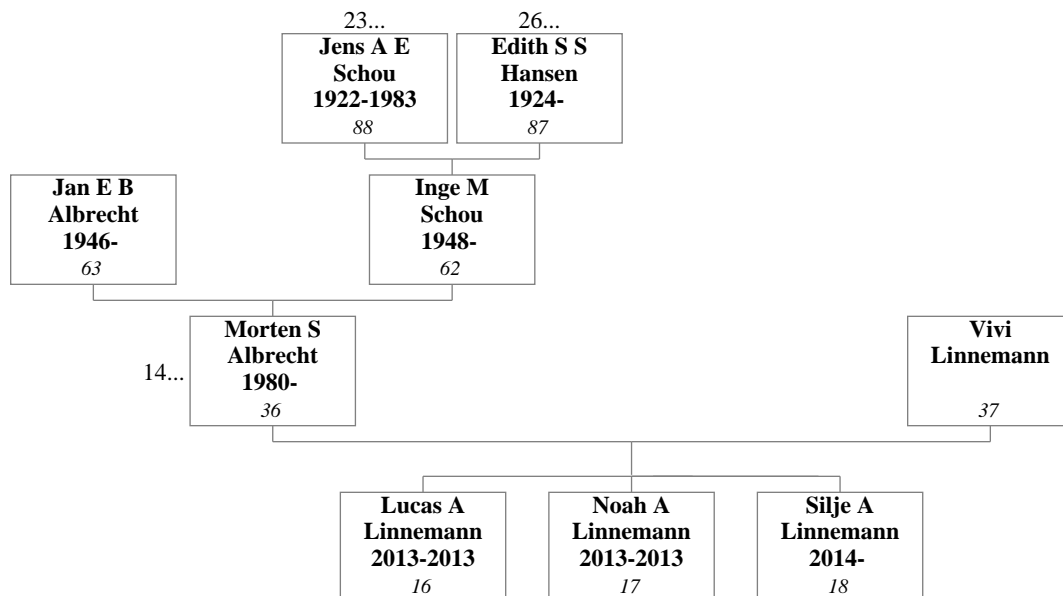 23...
26...
Jens A E
Schou
1922-1983
88
Edith S S
Hansen
1924-
87
Jan E B
Albrecht
1946-
63
Inge M
Schou
1948-
62
14...
Morten S
Albrecht
1980-
36
Vivi
Linnemann
37
Lucas A
Linnemann
2013-2013
16
Noah A
Linnemann
2013-2013
17
Silje A
Linnemann
2014-
18